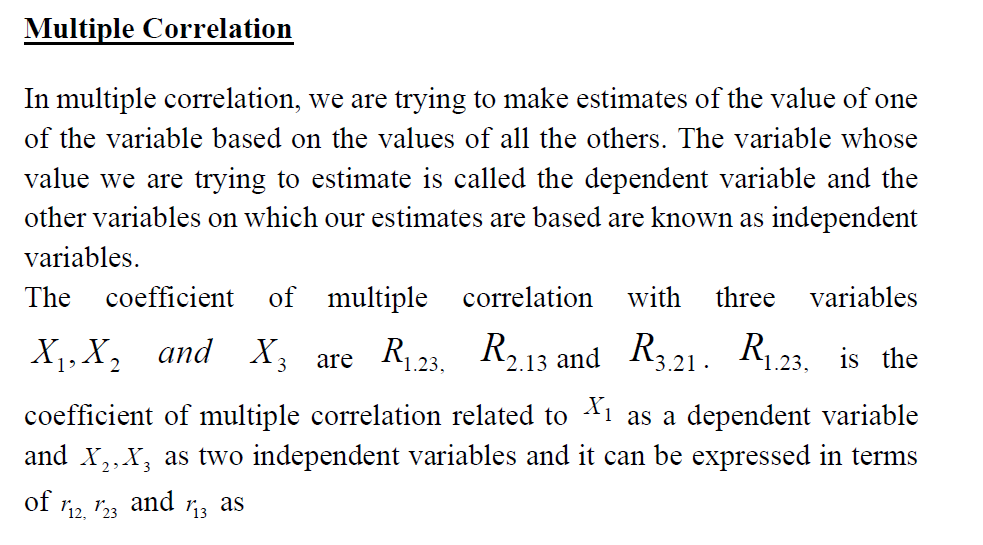 Multiple Correlation
In multiple correlation, we are trying to make estimates of the value of one
of the variable based on the values of all the others. The variable whose
value we are trying to estimate is called the dependent variable and the
other variables on which our estimates are based are known as independent
variables.
The coefficient of multiple correlation with three variables
X₁, X₂ and X₃ are R₁.₂₃, R₂.₁₃ and R₃.₂₁. R₁.₂₃, is the
coefficient of multiple correlation related to X₁ as a dependent variable
and X₂, X₃ as two independent variables and it can be expressed in terms
of r₁₂, r₂₃ and r₁₃ as